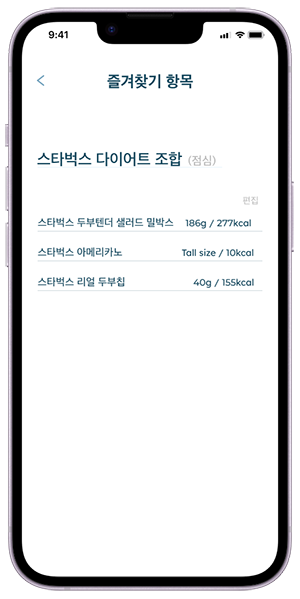 9:41
즐겨찾기 항목
스타벅스 다이어트 조합 (점심)
편집
스타벅스 두부텐더 샐러드 밀박스 186g / 277kcal
스타벅스 아메리카노 Tall size / 10kcal
스타벅스 리얼 두부칩 40g / 155kcal